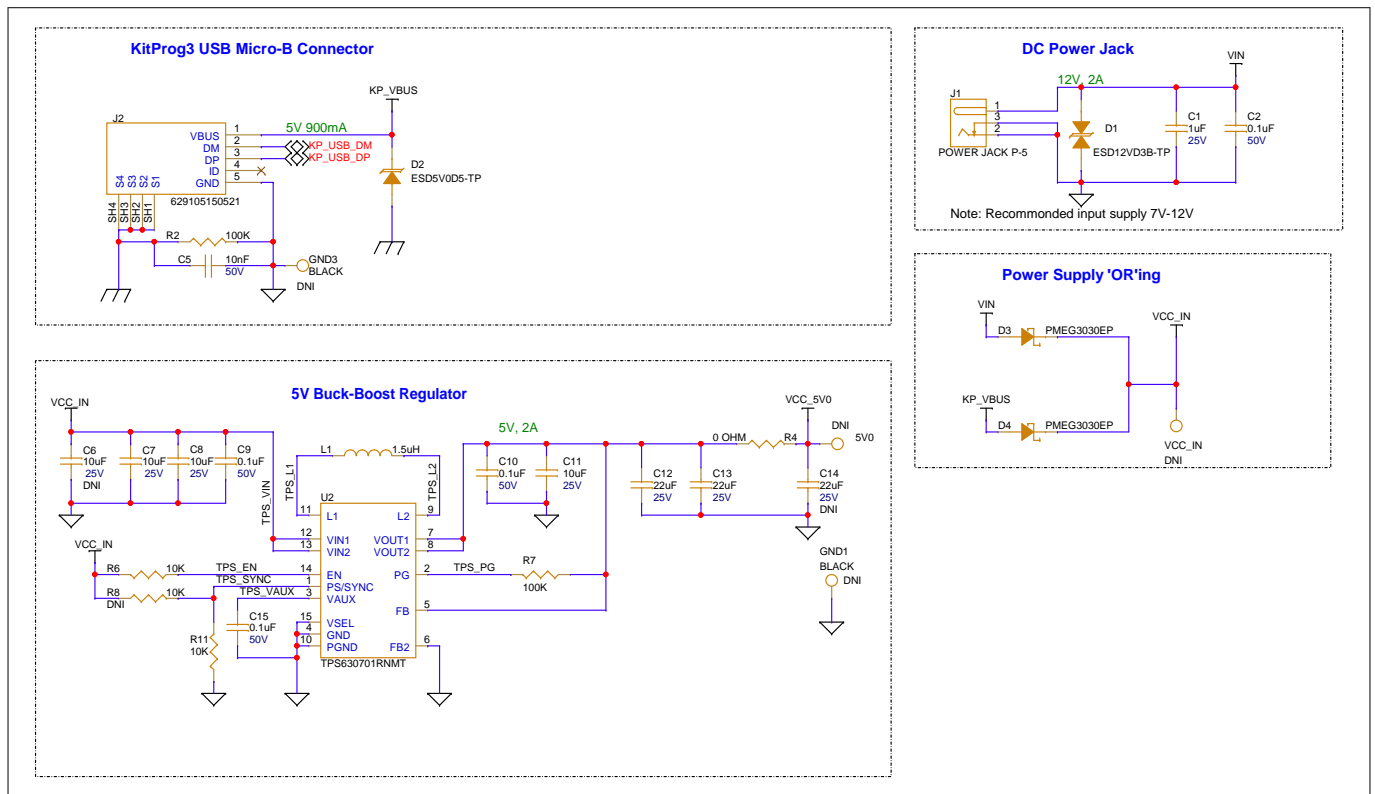 KitProg3 USB Micro-B Connector
KP_VBUS
J2
5V 900mA
VBUS 1
DM 2
KP_USB_DM
DP 3
KP_USB_DP
ID 4
GND 5
S4
S3
S2
S1
629105150521
SH4
SH3
SH2
SH1
D2
ESD5V0D5-TP
R2
100K
C5
10nF
50V
GND3
BLACK
DNI
DC Power Jack
VIN
12V, 2A
J1
1
3
2
POWER JACK P-5
D1
ESD12VD3B-TP
C1
1uF
25V
C2
0.1uF
50V
Note: Recommonded input supply 7V-12V
Power Supply 'OR'ing
VIN
D3
PMEG3030EP
VCC_IN
KP_VBUS
D4
PMEG3030EP
VCC_IN
DNI
5V Buck-Boost Regulator
VCC_IN
C6
10uF
25V
DNI
C7
10uF
25V
C8
10uF
25V
C9
0.1uF
50V
TPS_VIN
TPS_L1
L1
1.5uH
TPS_L2
U2
11
L1
L2
9
12
VIN1
13
VIN2
VOUT1
7
VOUT2
8
14
EN
1
PS/SYNC
3
VAUX
PG
2
FB
5
15
VSEL
4
GND
10
PGND
FB2
6
TPS630701RNMT
VCC_IN
R6
10K
TPS_EN
TPS_SYNC
R8
DNI
10K
TPS_VAUX
C15
0.1uF
50V
R11
10K
5V, 2A
C10
0.1uF
50V
C11
10uF
25V
C12
22uF
25V
C13
22uF
25V
0 OHM
R4
VCC_5V0
DNI
5V0
C14
22uF
25V
DNI
TPS_PG
R7
100K
GND1
BLACK
DNI